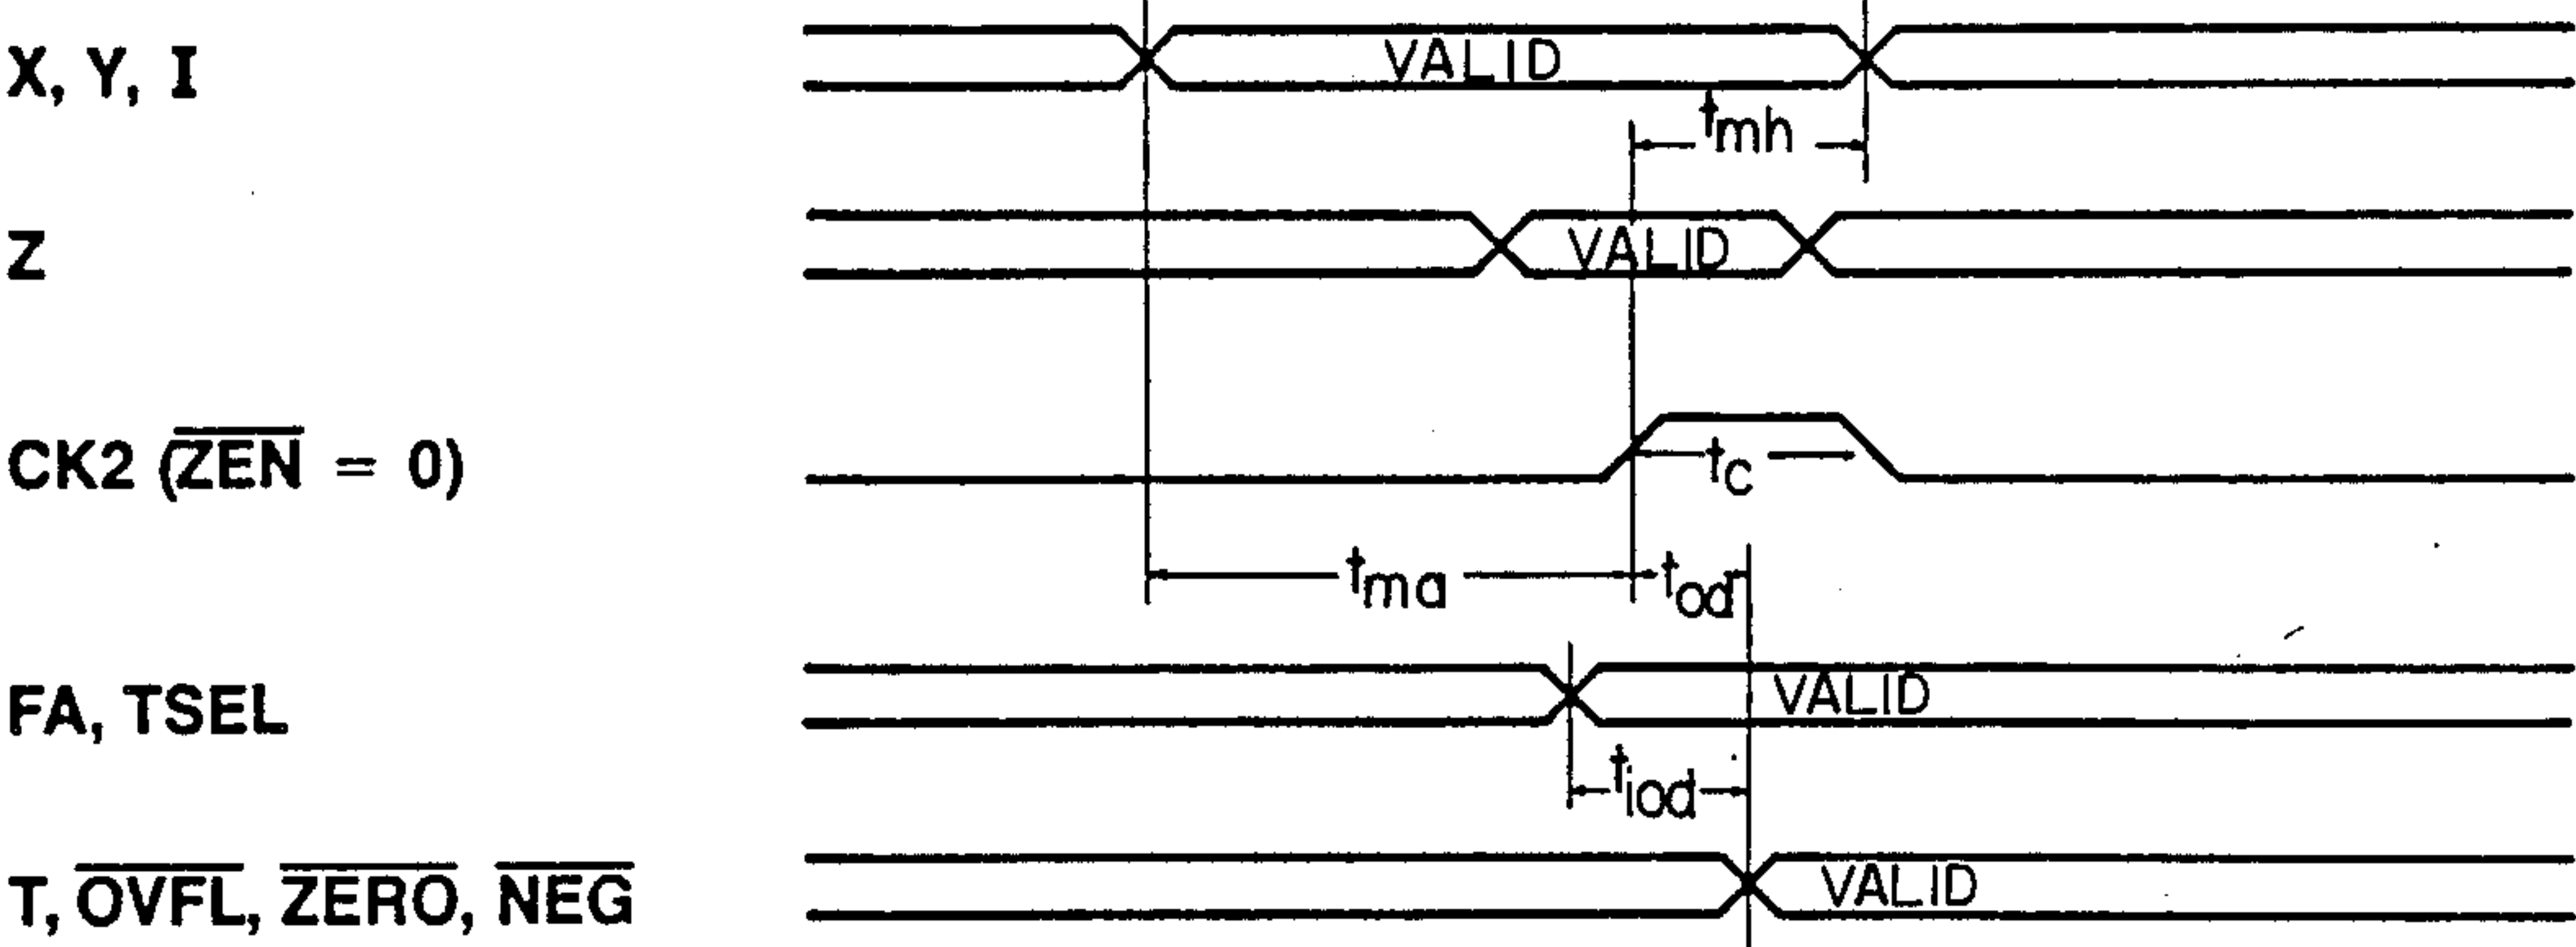 X, Y, I VALID
tmh
Z VALID
CK2 (ZEN = 0) tC
tma tod
FA, TSEL VALID
tiod
T, OVFL, ZERO, NEG VALID